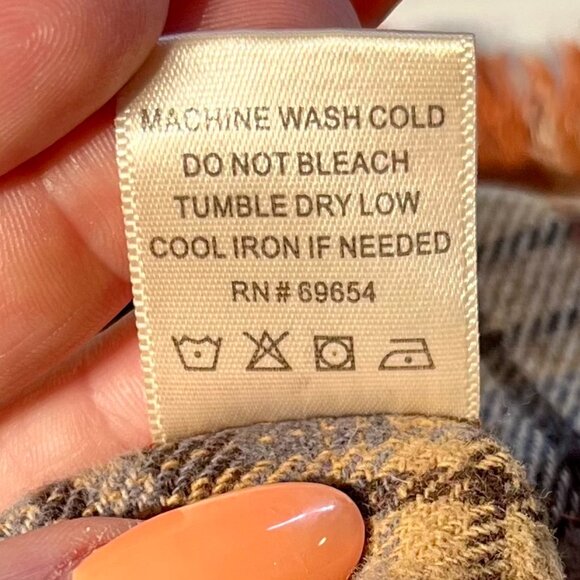 MACHINE WASH COLD
DO NOT BLEACH
TUMBLE DRY LOW
COOL IRON IF NEEDED
RN# 69654